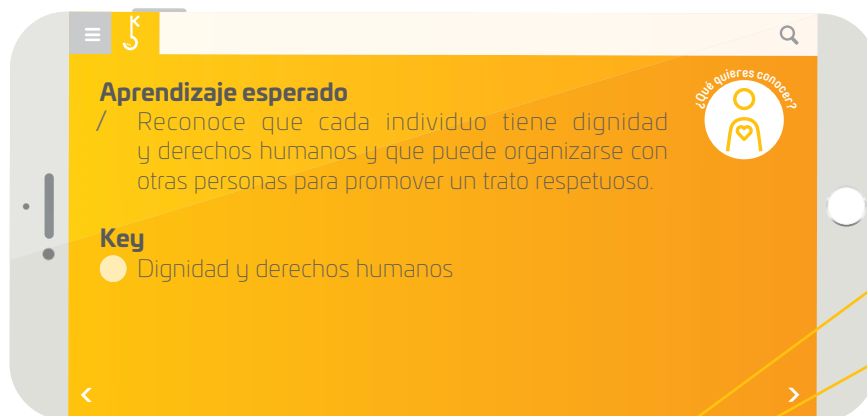 ¿Qué quieres conocer?
Aprendizaje esperado
/ Reconoce que cada individuo tiene dignidad
y derechos humanos y que puede organizarse con
otras personas para promover un trato respetuoso.
Key
Dignidad y derechos humanos